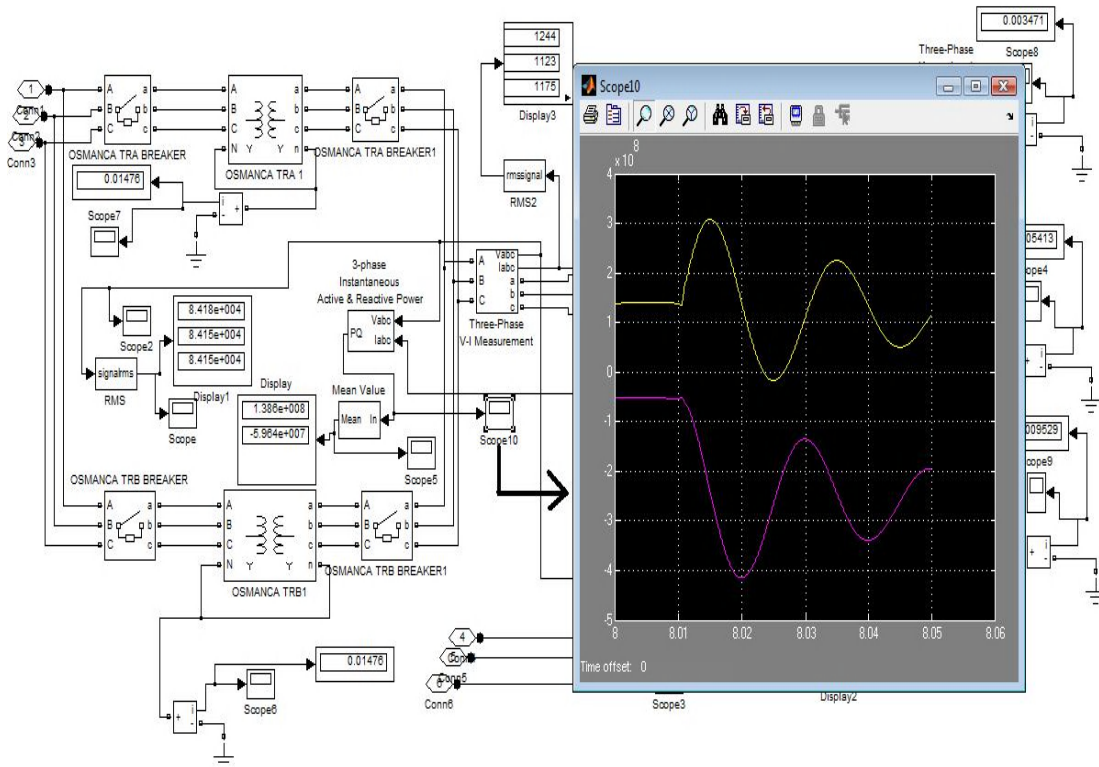 1
2
3
Conn1
Conn2
Conn3
A
B
C
a
b
c
OSMANCA TRA BREAKER
A
B
C
N
a
b
c
n
Y
Y
OSMANCA TRA 1
A
B
C
a
b
c
OSMANCA TRA BREAKER1
0.01476
Scope7
i
+
-
1244
1123
1175
Display3
rmssignal
RMS2
3-phase
Instantaneous
Active & Reactive Power
Vabc
Iabc
PQ
A
B
C
Vabc
Iabc
a
b
c
Three-Phase
V-I Measurement
Scope2
8.418e+004
8.415e+004
8.415e+004
Display1
signalrms
RMS
Scope
Display
1.386e+008
-5.964e+007
Mean Value
Mean
In
Scope5
Scope10
OSMANCA TRB BREAKER
A
B
C
a
b
c
A
B
C
N
a
b
c
n
Y
Y
OSMANCA TRB1
A
B
C
a
b
c
OSMANCA TRB BREAKER1
0.01476
Scope6
+
i
-
4
5
6
Conn5
Conn6
Scope3
Display2
Scope10
x 10
8
4
3
2
1
0
-1
-2
-3
-4
-5
8
8.01
8.02
8.03
8.04
8.05
8.06
Time offset: 0
0.003471
Scope8
Three-Phase
05413
cope4
i
+
-
009529
cope9
+
i
-